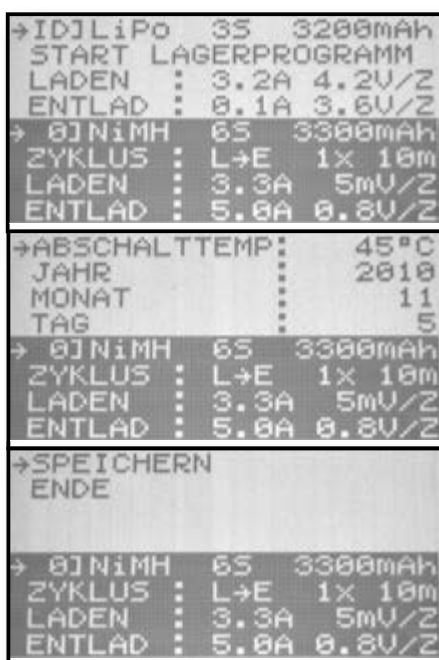 →ID]LiPo 3S 3200mAh
START LAGERPROGRAMM
LADEN : 3.2A 4.2V/Z
ENTLAD : 0.1A 3.6V/Z
→ 0]NiMH 6S 3300mAh
ZYKLUS : L→E 1× 10m
LADEN : 3.3A 5mV/Z
ENTLAD : 5.0A 0.8V/Z
→ABSCHALTTEMP: 45°C
JAHR : 2010
MONAT : 11
TAG : 5
→ 0]NiMH 6S 3300mAh
ZYKLUS : L→E 1× 10m
LADEN : 3.3A 5mV/Z
ENTLAD : 5.0A 0.8V/Z
→SPEICHERN
ENDE
→ 0]NiMH 6S 3300mAh
ZYKLUS : L→E 1× 10m
LADEN : 3.3A 5mV/Z
ENTLAD : 5.0A 0.8V/Z